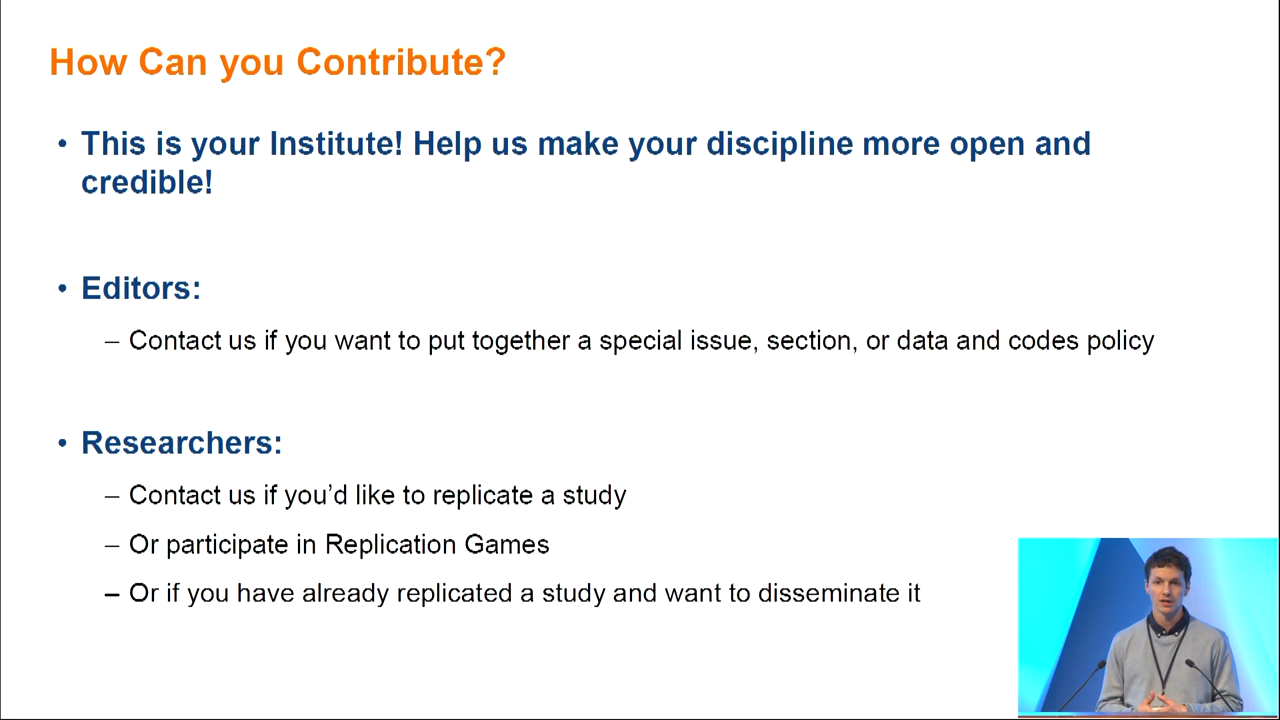 How Can you Contribute?
• This is your Institute! Help us make your discipline more open and
credible!
• Editors:
– Contact us if you want to put together a special issue, section, or data and codes policy
• Researchers:
– Contact us if you’d like to replicate a study
– Or participate in Replication Games
– Or if you have already replicated a study and want to disseminate it